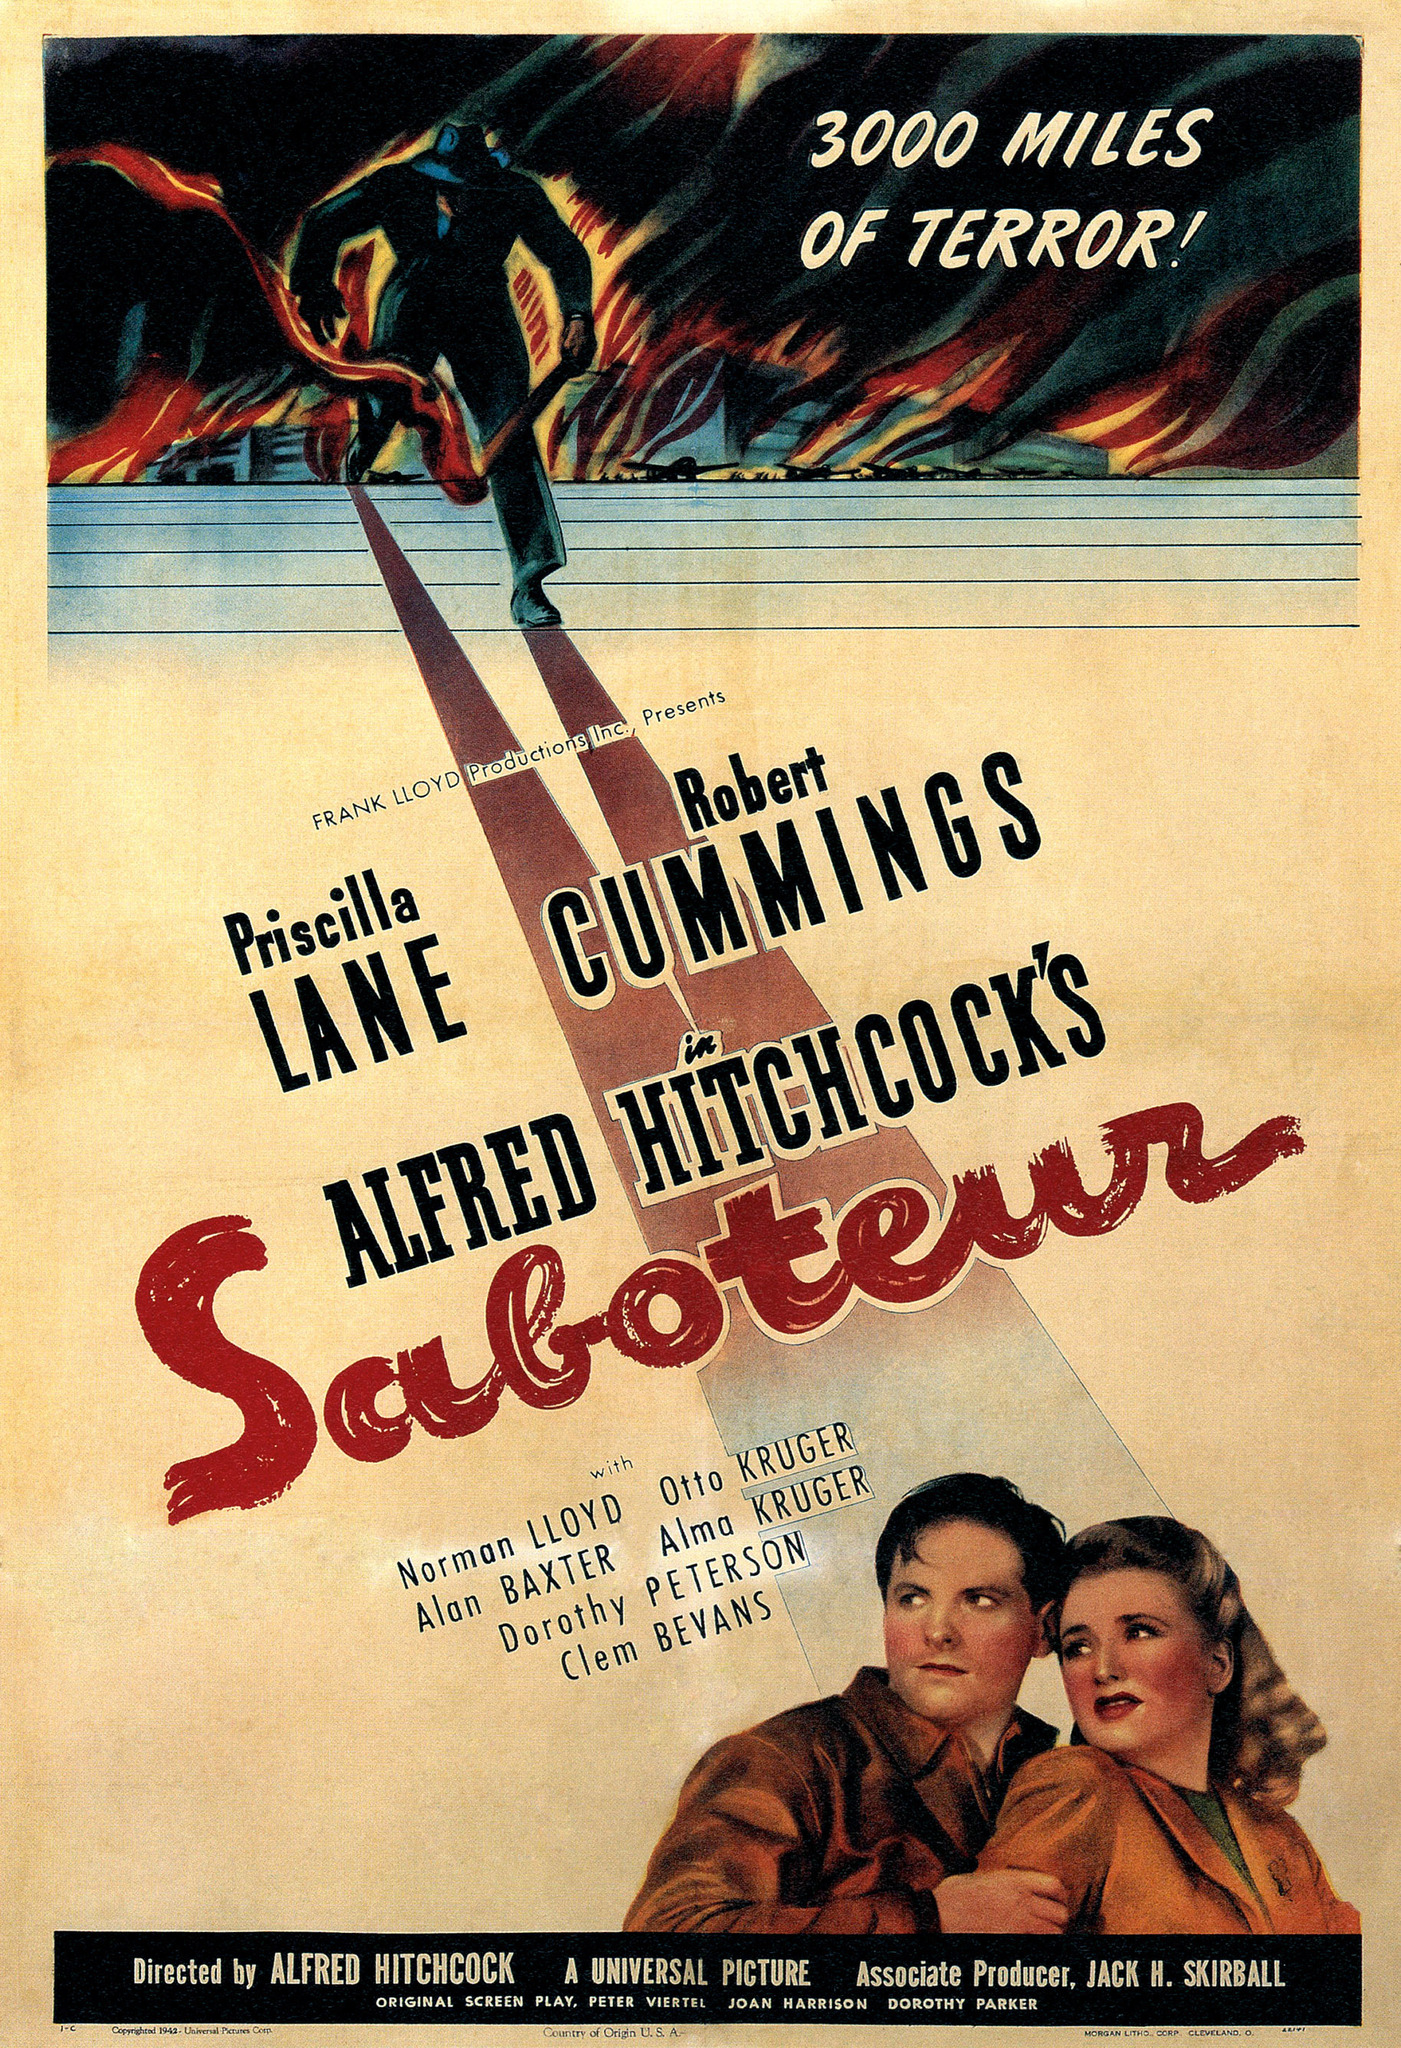 3000 MILES
OF TERROR!
FRANK LLOYD Productions, Inc., Presents
Priscilla
LANE
Robert
CUMMINGS
in
ALFRED HITCHCOCK'S
Saboteur
with
Norman LLOYD Otto KRUGER
Alan BAXTER Alma KRUGER
Dorothy PETERSON
Clem BEVANS
Directed by ALFRED HITCHCOCK A UNIVERSAL PICTURE Associate Producer, JACK H. SKIRBALL
ORIGINAL SCREEN PLAY, PETER VIERTEL JOAN HARRISON DOROTHY PARKER
Copyrighted 1942 - Universal Pictures Corp. Country of Origin U. S. A. MORGAN LITHO. CORP. CLEVELAND, O.